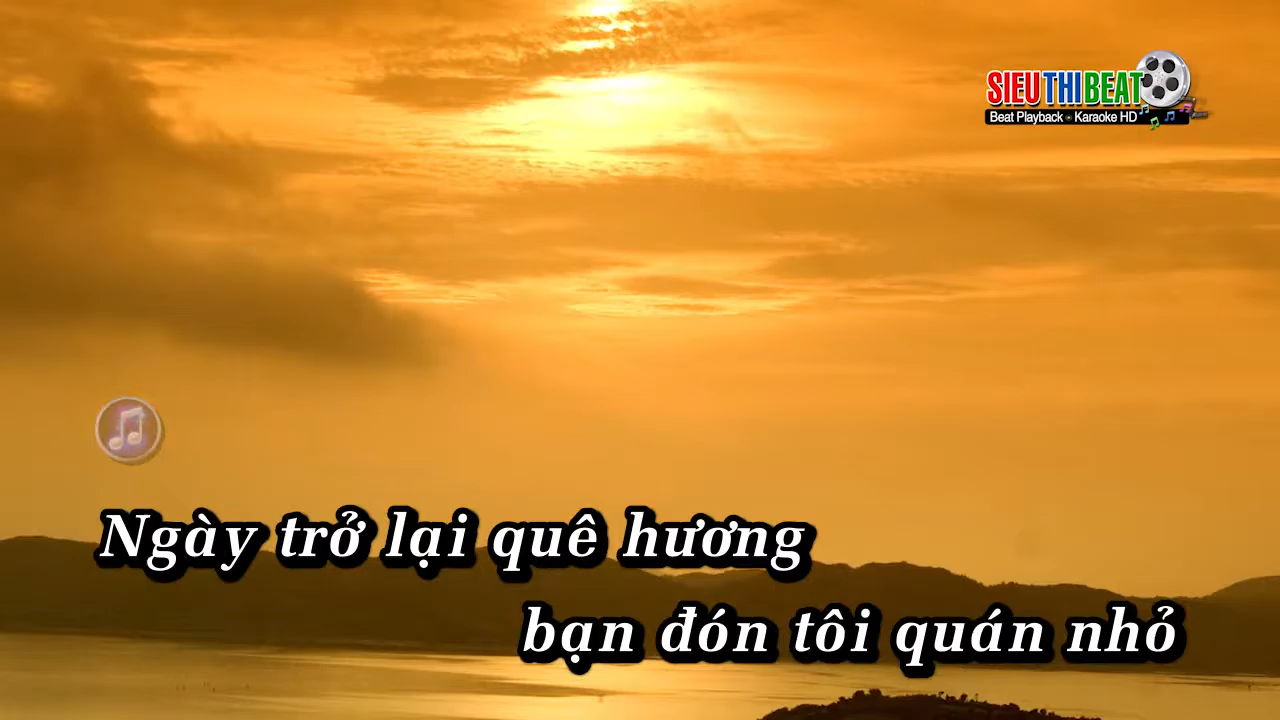 SIEUTHIBEAT
Beat Playback • Karaoke HD
Ngày trở lại quê hương
bạn đón tôi quán nhỏ